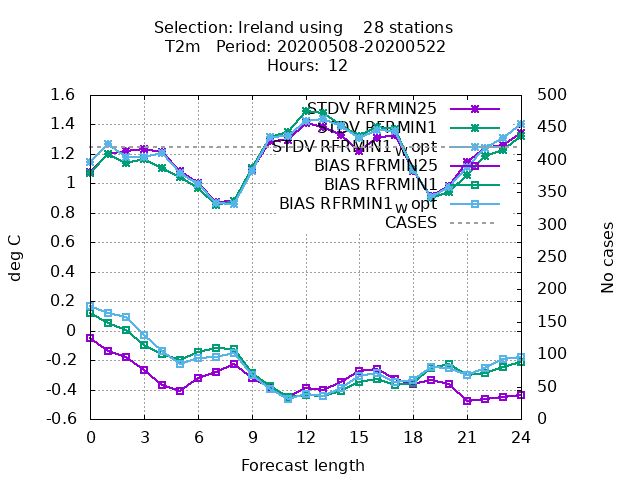 Selection: Ireland using 28 stations
T2m Period: 20200508-20200522
Hours: 12
1.6
1.4
1.2
1
0.8
0.6
0.4
0.2
0
-0.2
-0.4
-0.6
500
450
400
350
300
250
200
150
100
50
0
STDV RFRMIN25
STDV RFRMIN1
STDV RFRMIN1w opt
BIAS RFRMIN25
BIAS RFRMIN1
BIAS RFRMIN1w opt
CASES
deg C
No cases
0 3 6 9 12 15 18 21 24
Forecast length